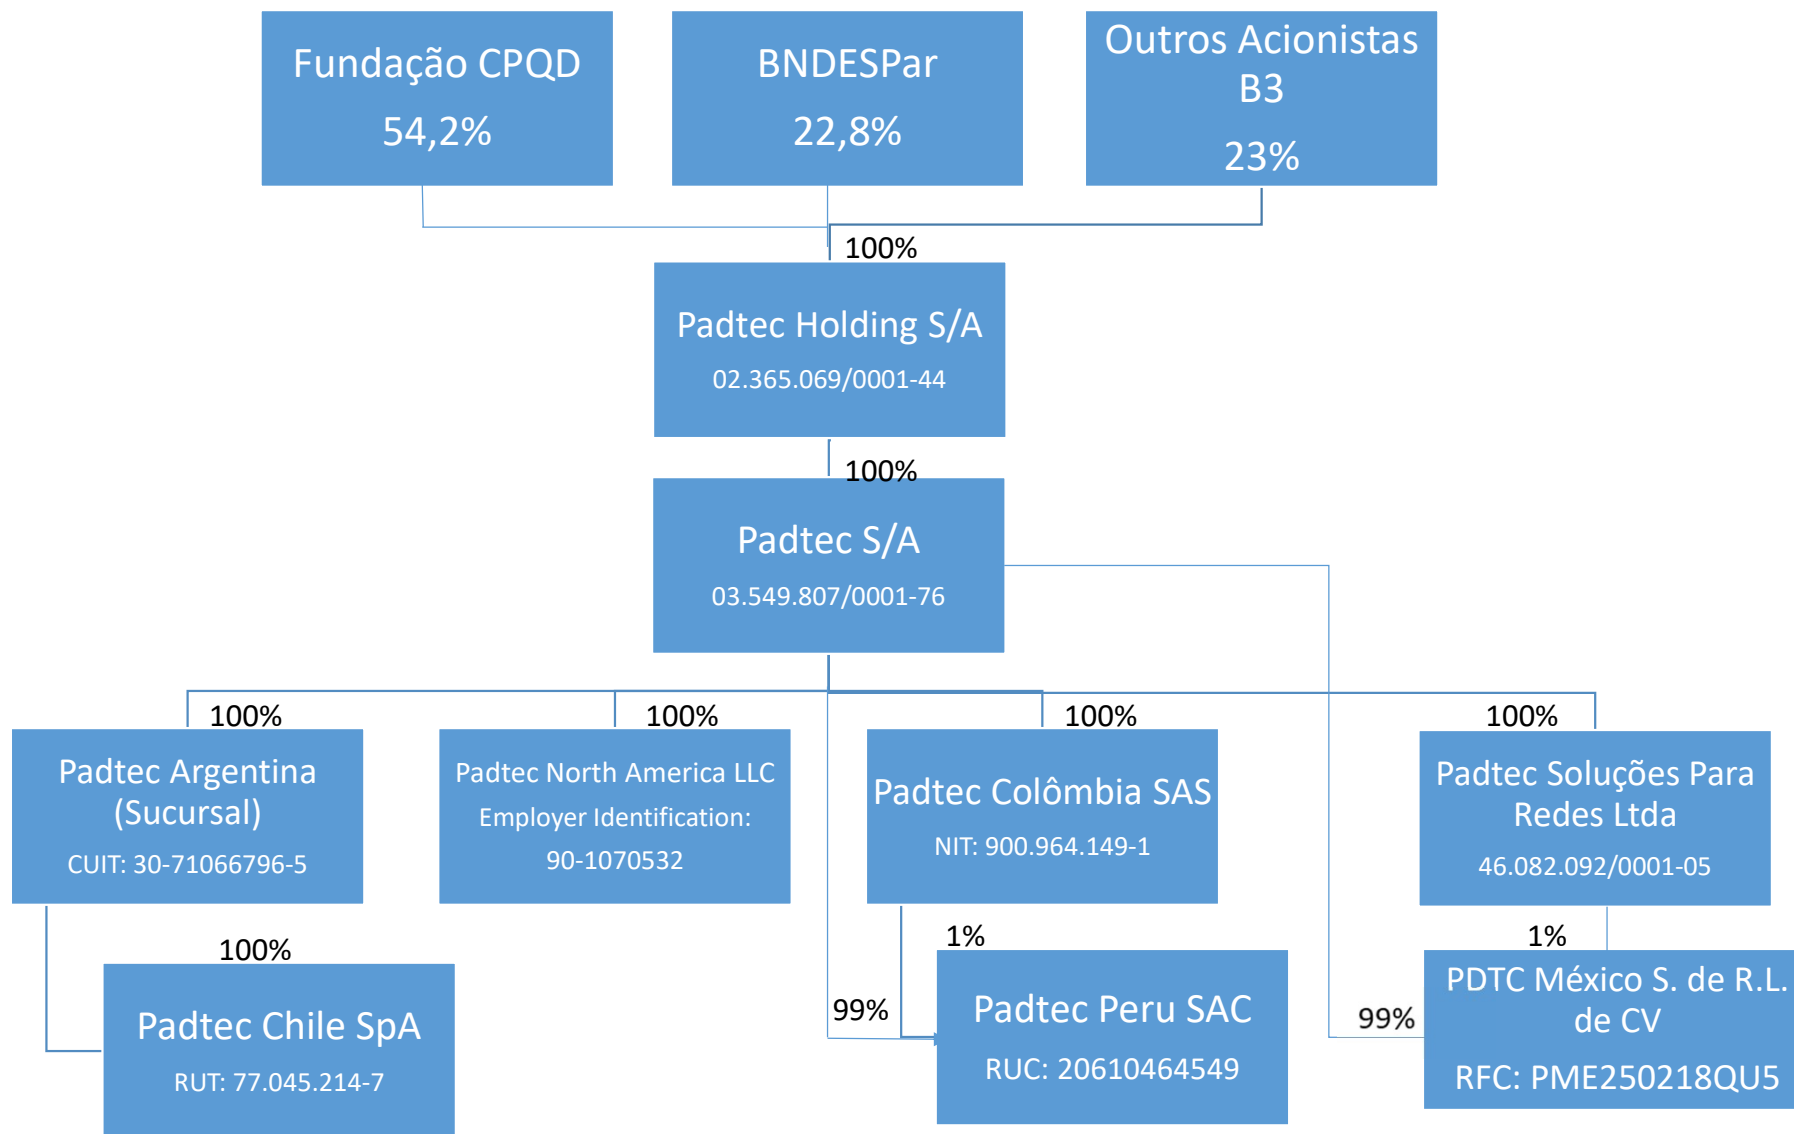 Fundação CPQD
54,2%
BNDESPar
22,8%
Outros Acionistas
B3
23%
100%
Padtec Holding S/A
02.365.069/0001-44
100%
Padtec S/A
03.549.807/0001-76
100%
Padtec Argentina
(Sucursal)
CUIT: 30-71066796-5
100%
Padtec North America LLC
Employer Identification:
90-1070532
100%
Padtec Colômbia SAS
NIT: 900.964.149-1
100%
Padtec Soluções Para
Redes Ltda
46.082.092/0001-05
100%
Padtec Chile SpA
RUT: 77.045.214-7
1%
99%
Padtec Peru SAC
RUC: 20610464549
1%
99%
PDTC México S. de R.L.
de CV
RFC: PME250218QU5